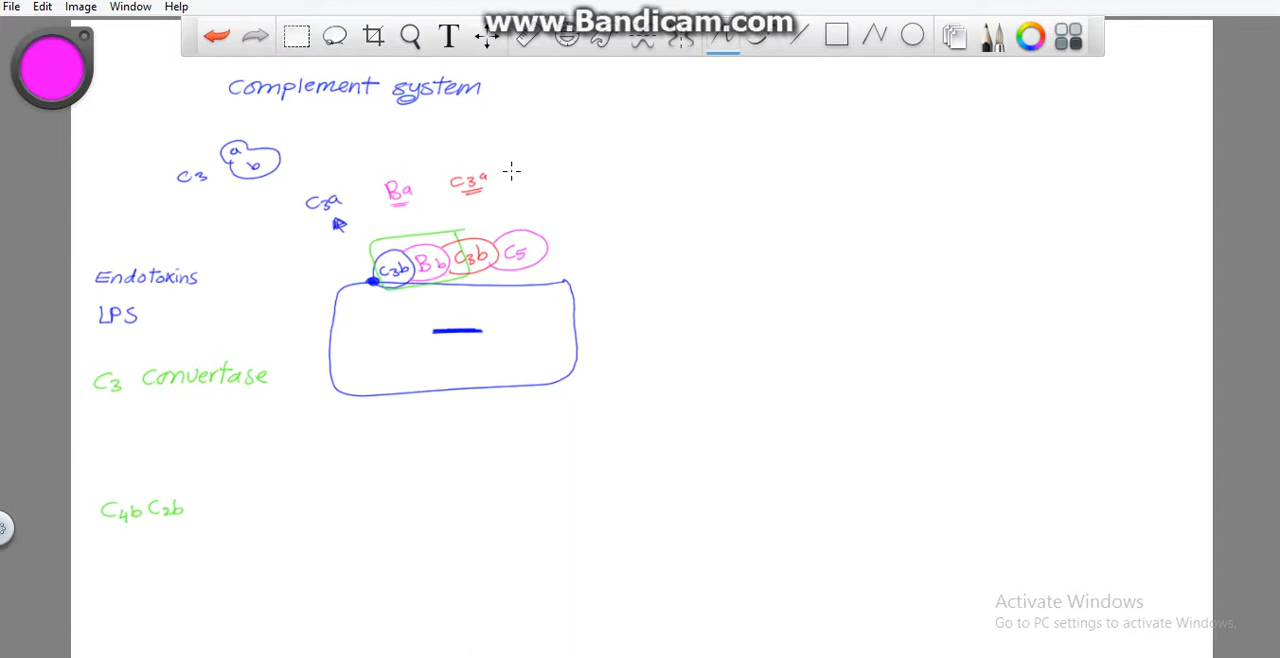 File Edit Image Window Help
www.Bandicam.com
T
complement system
C3 a b
C3a Ba C3a
C3b Bb C3b C5
Endotoxins
LPS
C3 convertase
C4b C2b
Activate Windows
Go to PC settings to activate Windows.